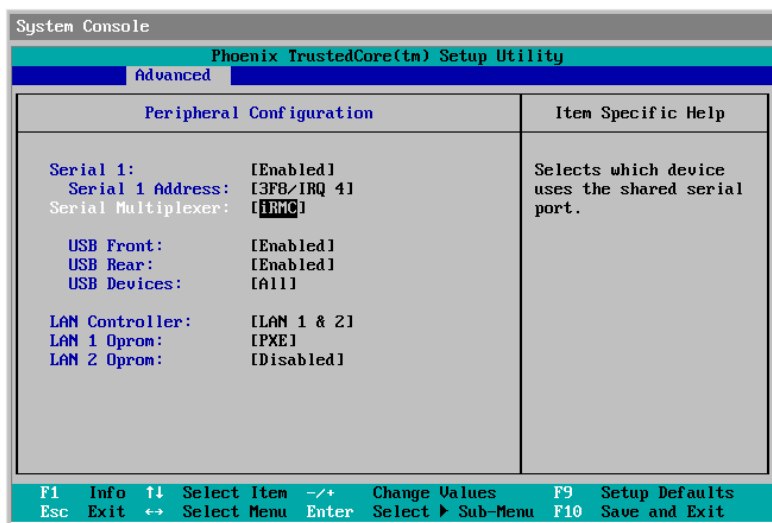 System Console
Phoenix TrustedCore(tm) Setup Utility
Advanced
Peripheral Configuration
Item Specific Help
Serial 1: [Enabled]
Serial 1 Address: [3F8/IRQ 4]
Serial Multiplexer: [iRMC]
USB Front: [Enabled]
USB Rear: [Enabled]
USB Devices: [All]
LAN Controller: [LAN 1 & 2]
LAN 1 Oprom: [PXE]
LAN 2 Oprom: [Disabled]
Selects which device
uses the shared serial
port.
F1 Info ↑↓ Select Item -/+ Change Values F9 Setup Defaults
Esc Exit ↔ Select Menu Enter Select ▶ Sub-Menu F10 Save and Exit